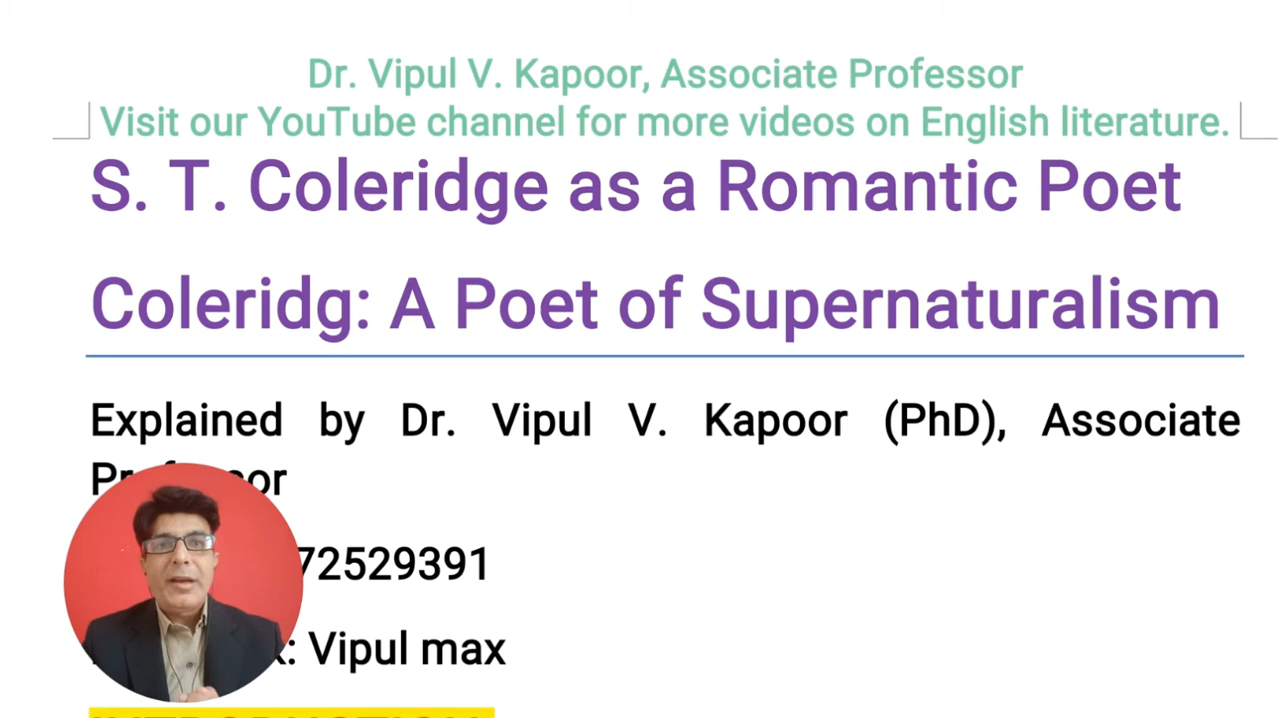 Dr. Vipul V. Kapoor, Associate Professor
Visit our YouTube channel for more videos on English literature.
S. T. Coleridge as a Romantic Poet
Coleridg: A Poet of Supernaturalism
Explained by Dr. Vipul V. Kapoor (PhD), Associate
72529391
: Vipul max